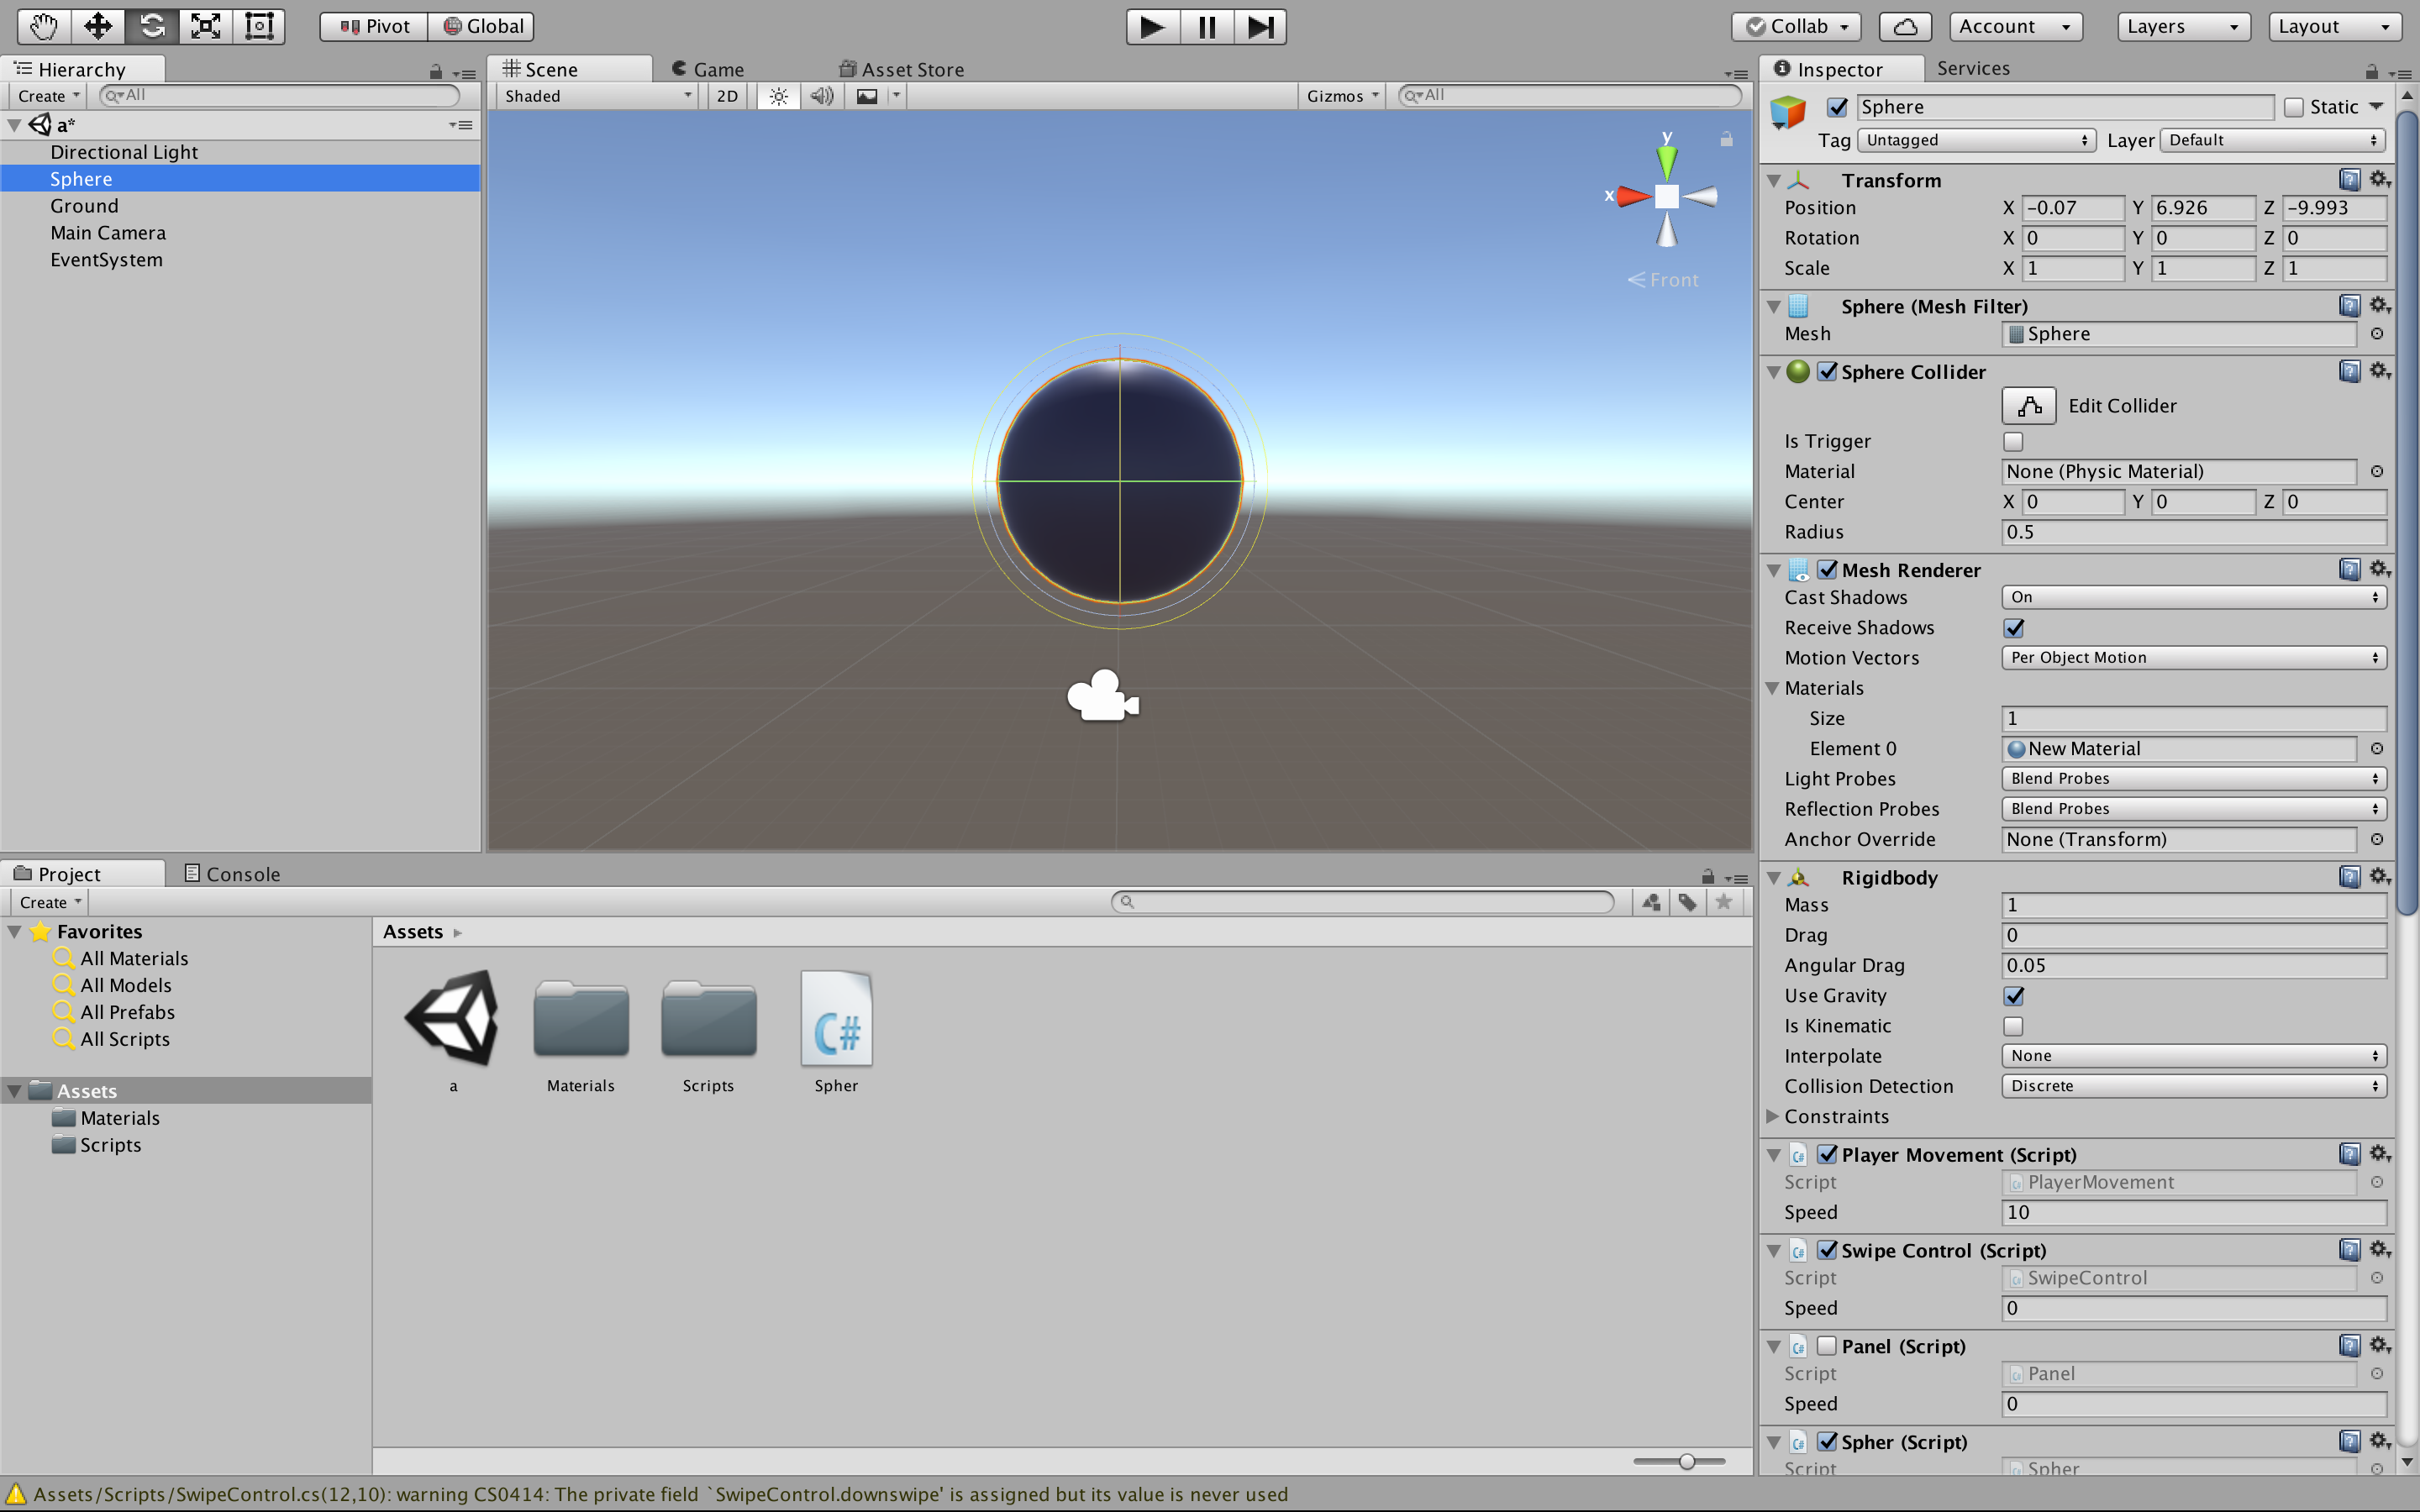 Pivot Global Collab Account Layers Layout
Hierarchy
Create All
a*
Directional Light
Sphere
Ground
Main Camera
EventSystem
Scene Game Asset Store
Shaded 2D Gizmos All
y
x
Front
Project Console
Create
Favorites
All Materials
All Models
All Prefabs
All Scripts
Assets
Materials
Scripts
Assets
a Materials Scripts Spher
C#
Inspector Services
Sphere Static
Tag Untagged Layer Default
Transform
Position X -0.07 Y 6.926 Z -9.993
Rotation X 0 Y 0 Z 0
Scale X 1 Y 1 Z 1
Sphere (Mesh Filter)
Mesh Sphere
Sphere Collider
Edit Collider
Is Trigger
Material None (Physic Material)
Center X 0 Y 0 Z 0
Radius 0.5
Mesh Renderer
Cast Shadows On
Receive Shadows
Motion Vectors Per Object Motion
Materials
Size 1
Element 0 New Material
Light Probes Blend Probes
Reflection Probes Blend Probes
Anchor Override None (Transform)
Rigidbody
Mass 1
Drag 0
Angular Drag 0.05
Use Gravity
Is Kinematic
Interpolate None
Collision Detection Discrete
Constraints
Player Movement (Script)
Script PlayerMovement
Speed 10
Swipe Control (Script)
Script SwipeControl
Speed 0
Panel (Script)
Script Panel
Speed 0
Spher (Script)
Script Spher
Assets/Scripts/SwipeControl.cs(12,10): warning CS0414: The private field `SwipeControl.downswipe' is assigned but its value is never used